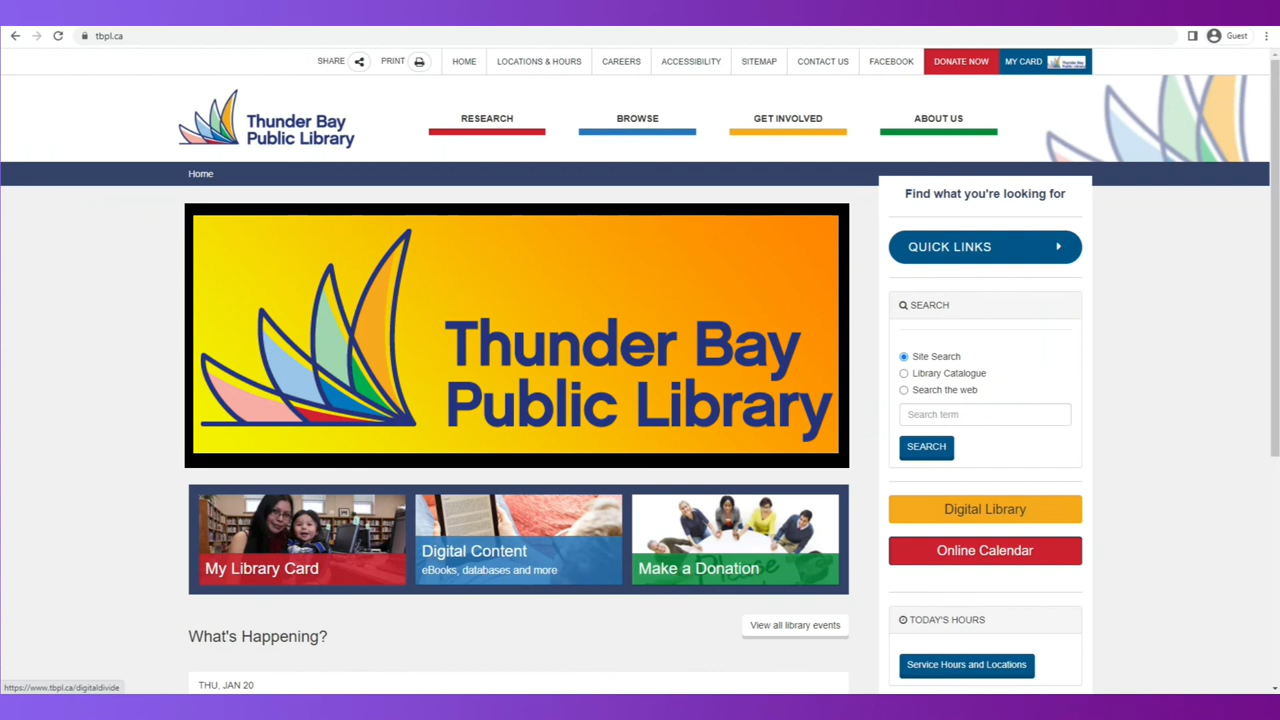 tbpl.ca
Guest
SHARE PRINT HOME LOCATIONS & HOURS CAREERS ACCESSIBILITY SITEMAP CONTACT US FACEBOOK DONATE NOW MY CARD
Thunder Bay
Public Library
RESEARCH BROWSE GET INVOLVED ABOUT US
Home
Thunder Bay
Public Library
My Library Card
Digital Content
eBooks, databases and more
Please
Make a Donation
What's Happening?
View all library events
THU, JAN 20
Find what you're looking for
QUICK LINKS
SEARCH
Site Search
Library Catalogue
Search the web
Search term
SEARCH
Digital Library
Online Calendar
TODAY'S HOURS
Service Hours and Locations
https://www.tbpl.ca/digitaldivide